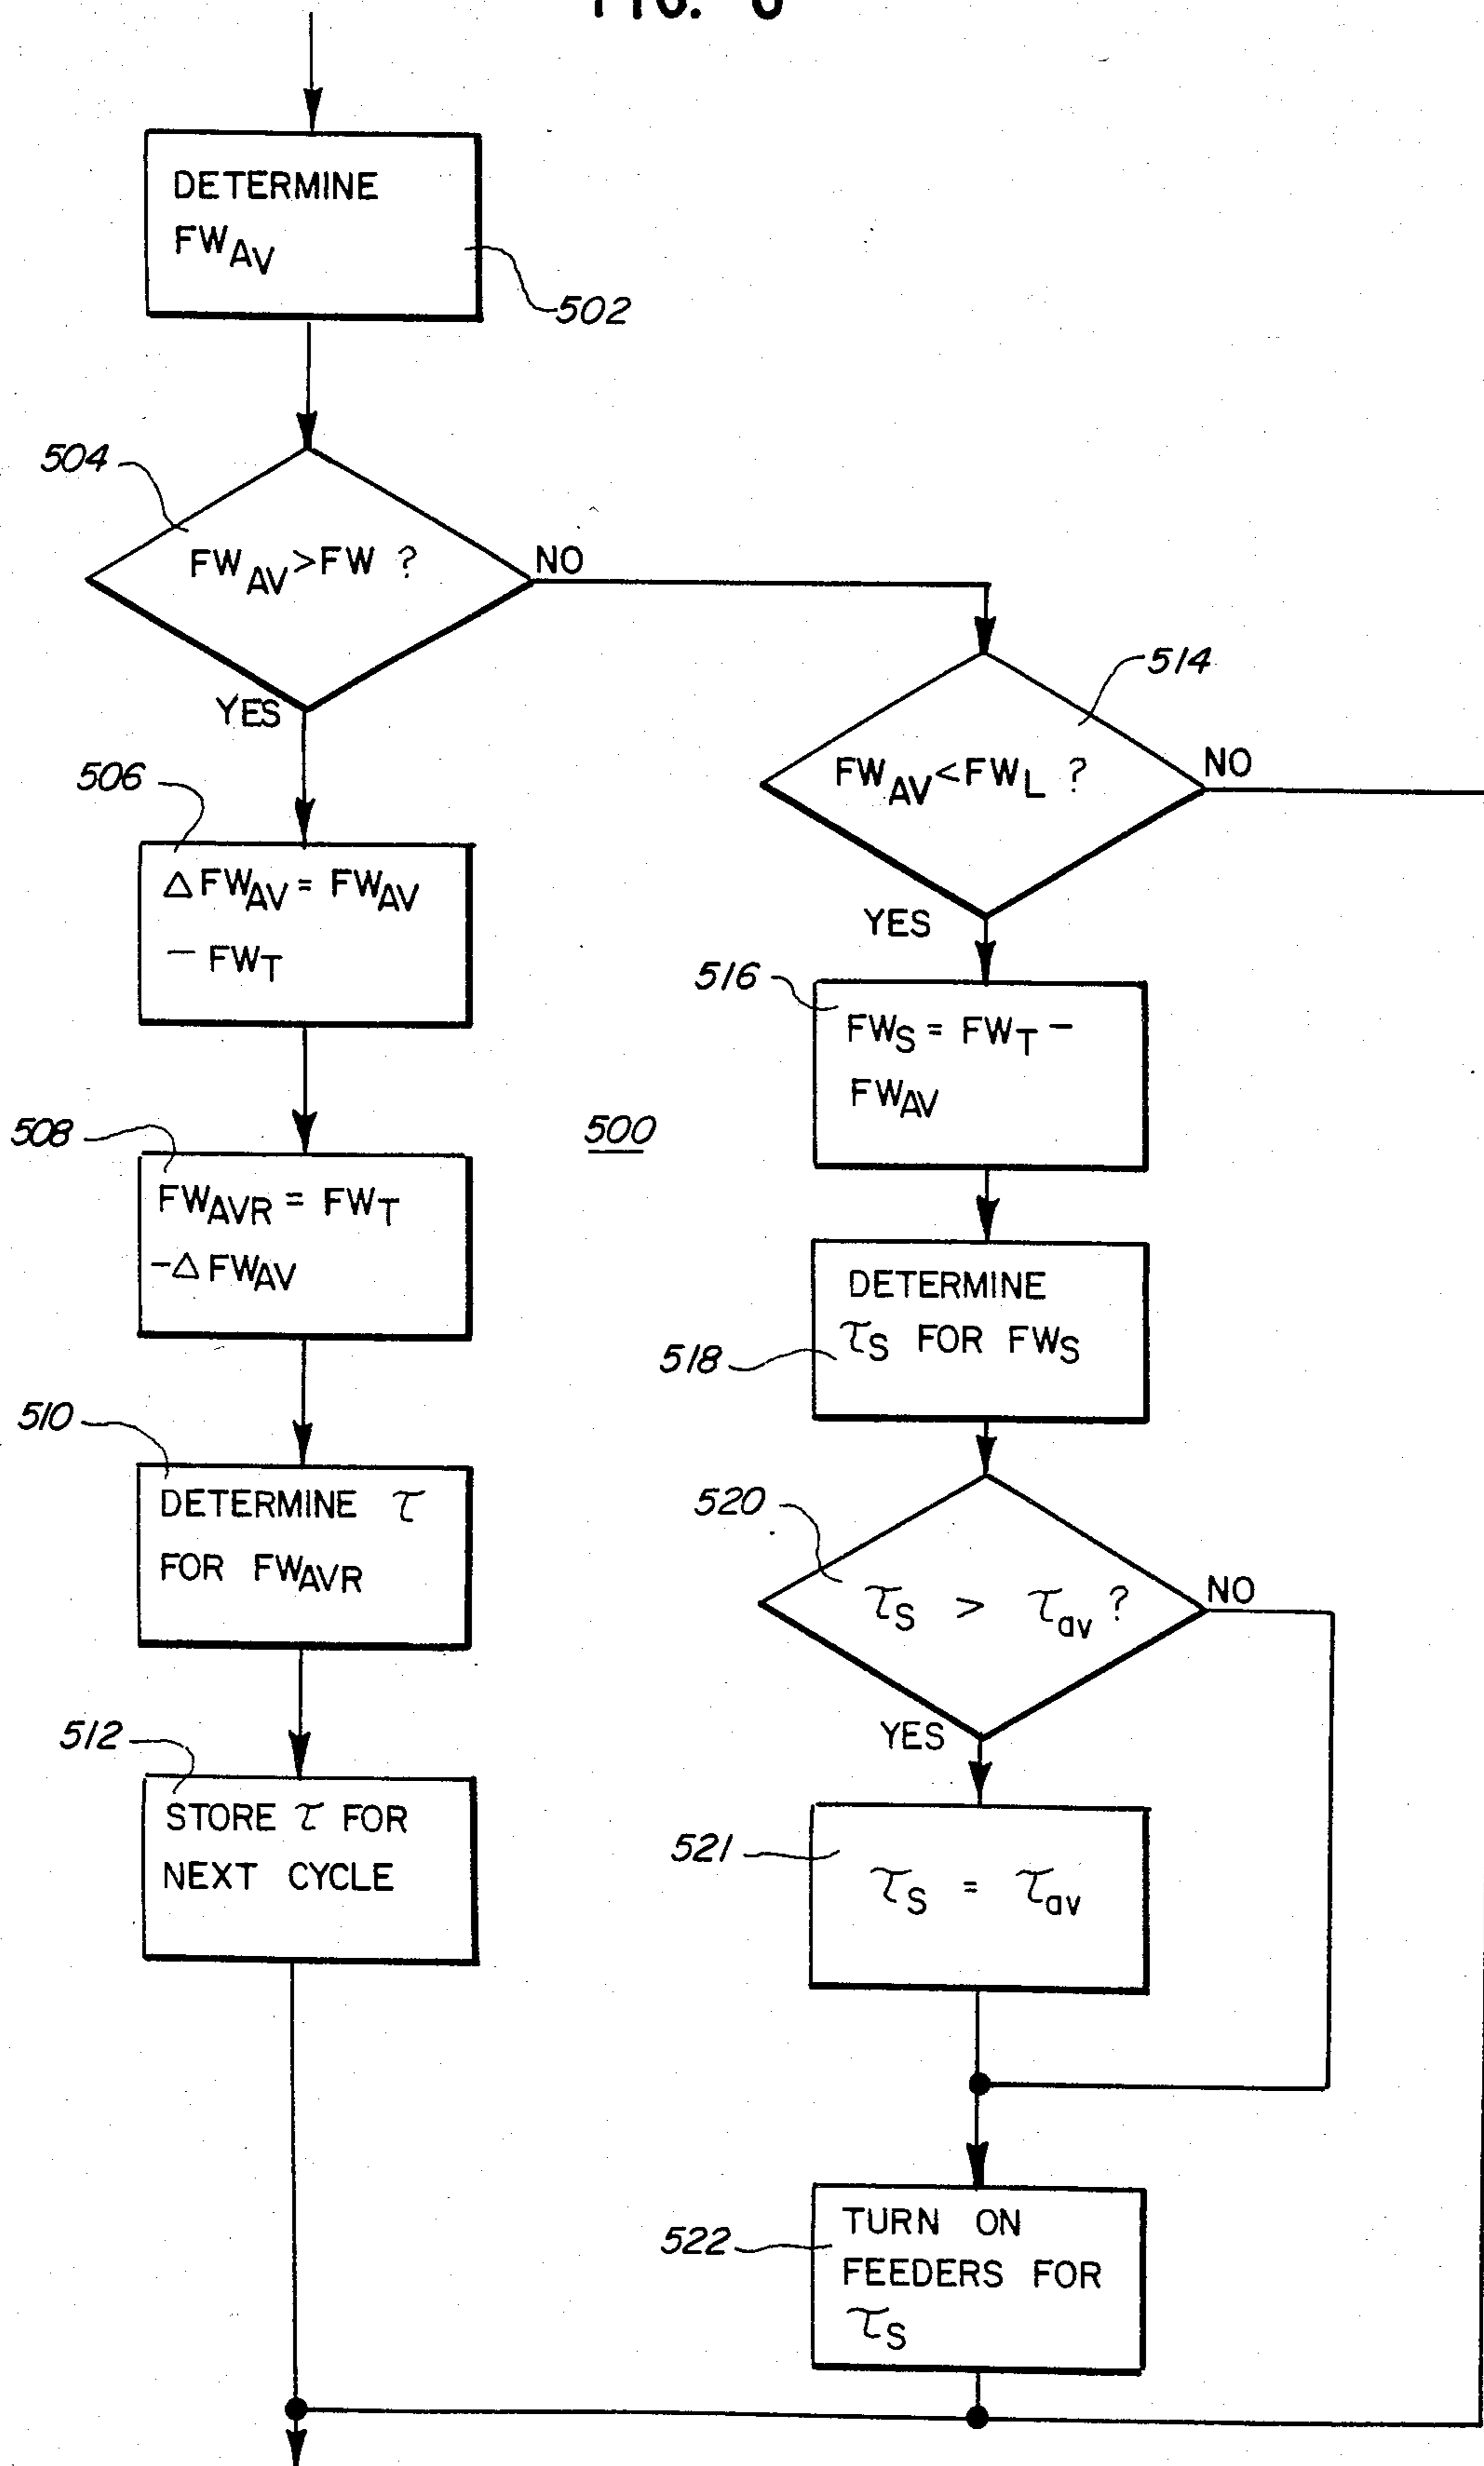 DETERMINE
FWAV
502
504
FWAV>FW ?
NO
YES
514
FWAV<FWL ?
NO
YES
506
Δ FWAV = FWAV
− FWT
516
FWS = FWT −
FWAV
508
FWAVR = FWT
-Δ FWAV
500
DETERMINE
τS FOR FWS
518
510
DETERMINE τ
FOR FWAVR
520
τS > τav ?
NO
YES
512
STORE τ FOR
NEXT CYCLE
521
τS = τav
522
TURN ON
FEEDERS FOR
τS